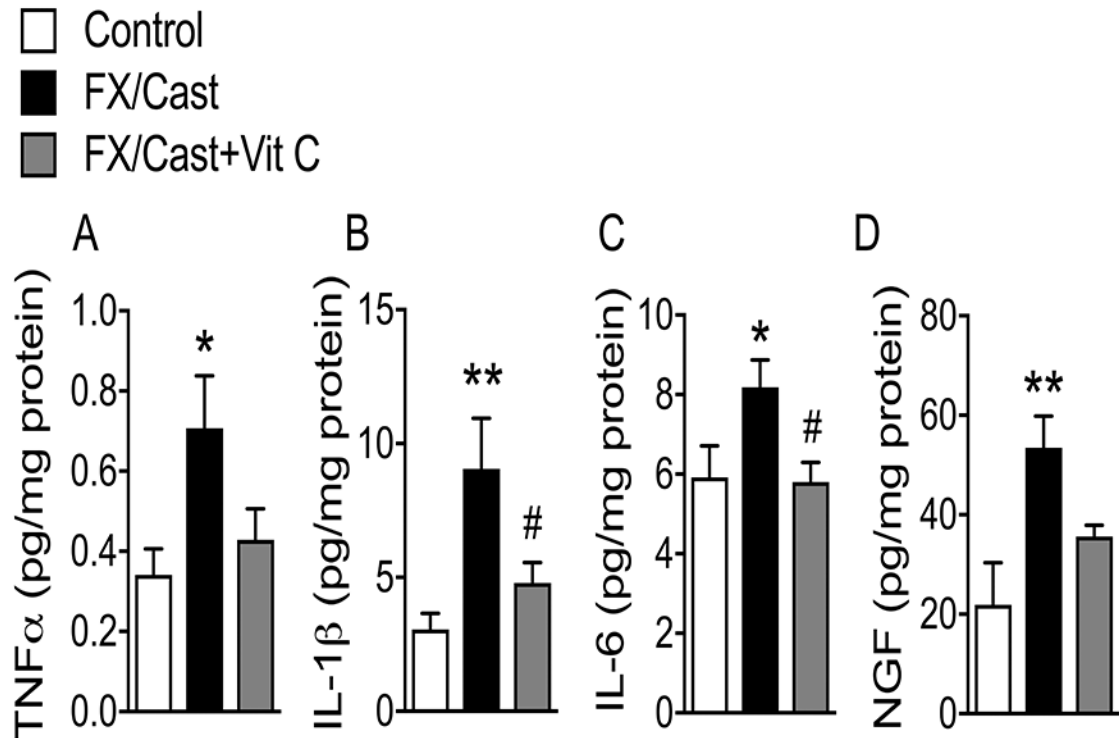 Control
FX/Cast
FX/Cast+Vit C
A
TNFα (pg/mg protein)
1.0
0.8
0.6
0.4
0.2
0.0
*
B
IL-1β (pg/mg protein)
15
10
5
0
**
#
C
IL-6 (pg/mg protein)
10
8
6
4
2
0
*
#
D
NGF (pg/mg protein)
80
60
40
20
0
**